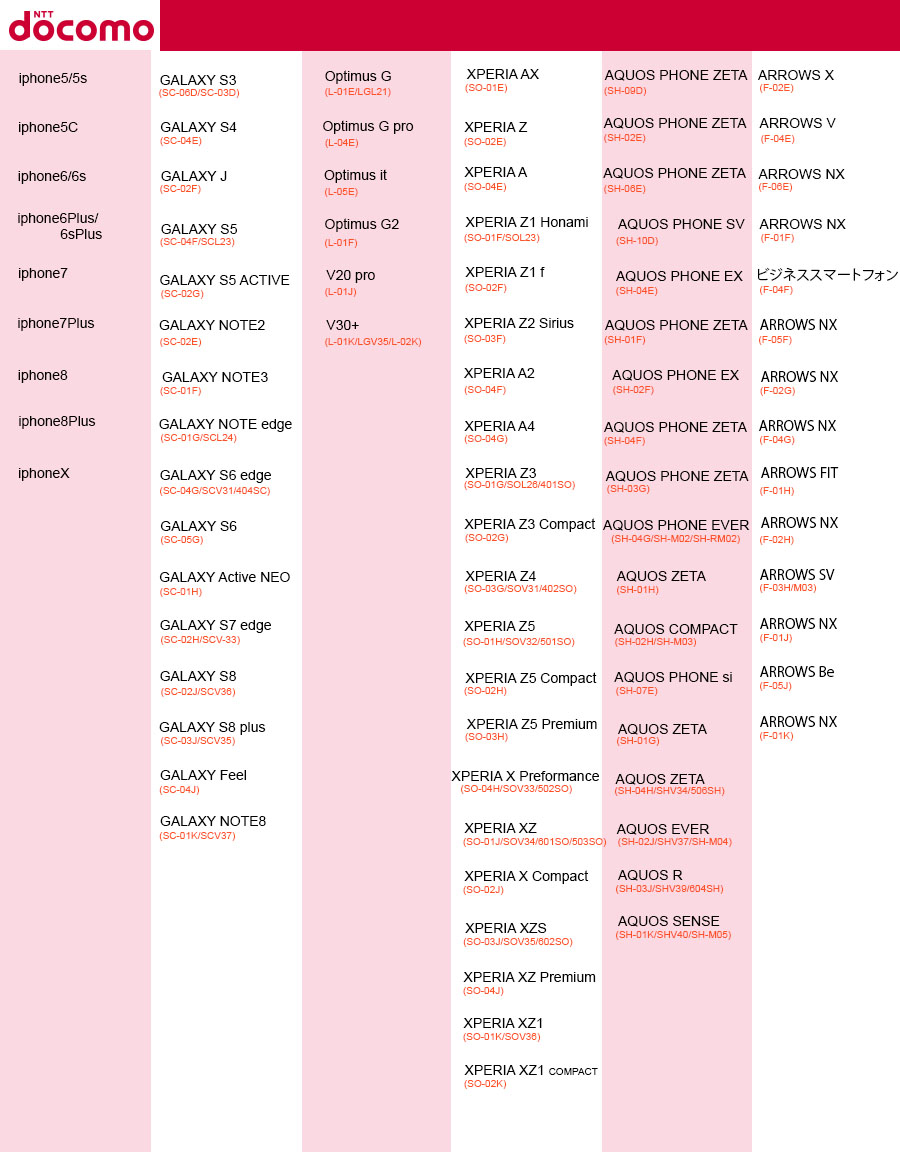 NTT
döcomo
iphone5/5s
iphone5C
iphone6/6s
iphone6Plus/
6sPlus
iphone7
iphone7Plus
iphone8
iphone8Plus
iphoneX
GALAXY S3
(SC-06D/SC-03D)
GALAXY S4
(SC-04E)
GALAXY J
(SC-02F)
GALAXY S5
(SC-04F/SCL23)
GALAXY S5 ACTIVE
(SC-02G)
GALAXY NOTE2
(SC-02E)
GALAXY NOTE3
(SC-01F)
GALAXY NOTE edge
(SC-01G/SCL24)
GALAXY S6 edge
(SC-04G/SCV31/404SC)
GALAXY S6
(SC-05G)
GALAXY Active NEO
(SC-01H)
GALAXY S7 edge
(SC-02H/SCV-33)
GALAXY S8
(SC-02J/SCV36)
GALAXY S8 plus
(SC-03J/SCV35)
GALAXY Feel
(SC-04J)
GALAXY NOTE8
(SC-01K/SCV37)
Optimus G
(L-01E/LGL21)
Optimus G pro
(L-04E)
Optimus it
(L-05E)
Optimus G2
(L-01F)
V20 pro
(L-01J)
V30+
(L-01K/LGV35/L-02K)
XPERIA AX
(SO-01E)
XPERIA Z
(SO-02E)
XPERIA A
(SO-04E)
XPERIA Z1 Honami
(SO-01F/SOL23)
XPERIA Z1 f
(SO-02F)
XPERIA Z2 Sirius
(SO-03F)
XPERIA A2
(SO-04F)
XPERIA A4
(SO-04G)
XPERIA Z3
(SO-01G/SOL26/401SO)
XPERIA Z3 Compact
(SO-02G)
XPERIA Z4
(SO-03G/SOV31/402SO)
XPERIA Z5
(SO-01H/SOV32/501SO)
XPERIA Z5 Compact
(SO-02H)
XPERIA Z5 Premium
(SO-03H)
XPERIA X Preformance
(SO-04H/SOV33/502SO)
XPERIA XZ
(SO-01J/SOV34/601SO/503SO)
XPERIA X Compact
(SO-02J)
XPERIA XZS
(SO-03J/SOV35/602SO)
XPERIA XZ Premium
(SO-04J)
XPERIA XZ1
(SO-01K/SOV36)
XPERIA XZ1 COMPACT
(SO-02K)
AQUOS PHONE ZETA
(SH-09D)
AQUOS PHONE ZETA
(SH-02E)
AQUOS PHONE ZETA
(SH-06E)
AQUOS PHONE SV
(SH-10D)
AQUOS PHONE EX
(SH-04E)
AQUOS PHONE ZETA
(SH-01F)
AQUOS PHONE EX
(SH-02F)
AQUOS PHONE ZETA
(SH-04F)
AQUOS PHONE ZETA
(SH-03G)
AQUOS PHONE EVER
(SH-04G/SH-M02/SH-RM02)
AQUOS ZETA
(SH-01H)
AQUOS COMPACT
(SH-02H/SH-M03)
AQUOS PHONE si
(SH-07E)
AQUOS ZETA
(SH-01G)
AQUOS ZETA
(SH-04H/SHV34/506SH)
AQUOS EVER
(SH-02J/SHV37/SH-M04)
AQUOS R
(SH-03J/SHV39/604SH)
AQUOS SENSE
(SH-01K/SHV40/SH-M05)
ARROWS X
(F-02E)
ARROWS V
(F-04E)
ARROWS NX
(F-06E)
ARROWS NX
(F-01F)
ビジネススマートフォン
(F-04F)
ARROWS NX
(F-05F)
ARROWS NX
(F-02G)
ARROWS NX
(F-04G)
ARROWS FIT
(F-01H)
ARROWS NX
(F-02H)
ARROWS SV
(F-03H/M03)
ARROWS NX
(F-01J)
ARROWS Be
(F-05J)
ARROWS NX
(F-01K)